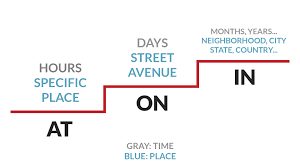 MONTHS, YEARS...
NEIGHBORHOOD, CITY
STATE, COUNTRY...
DAYS
STREET
AVENUE
HOURS
SPECIFIC
PLACE
IN
ON
AT
GRAY: TIME
BLUE: PLACE